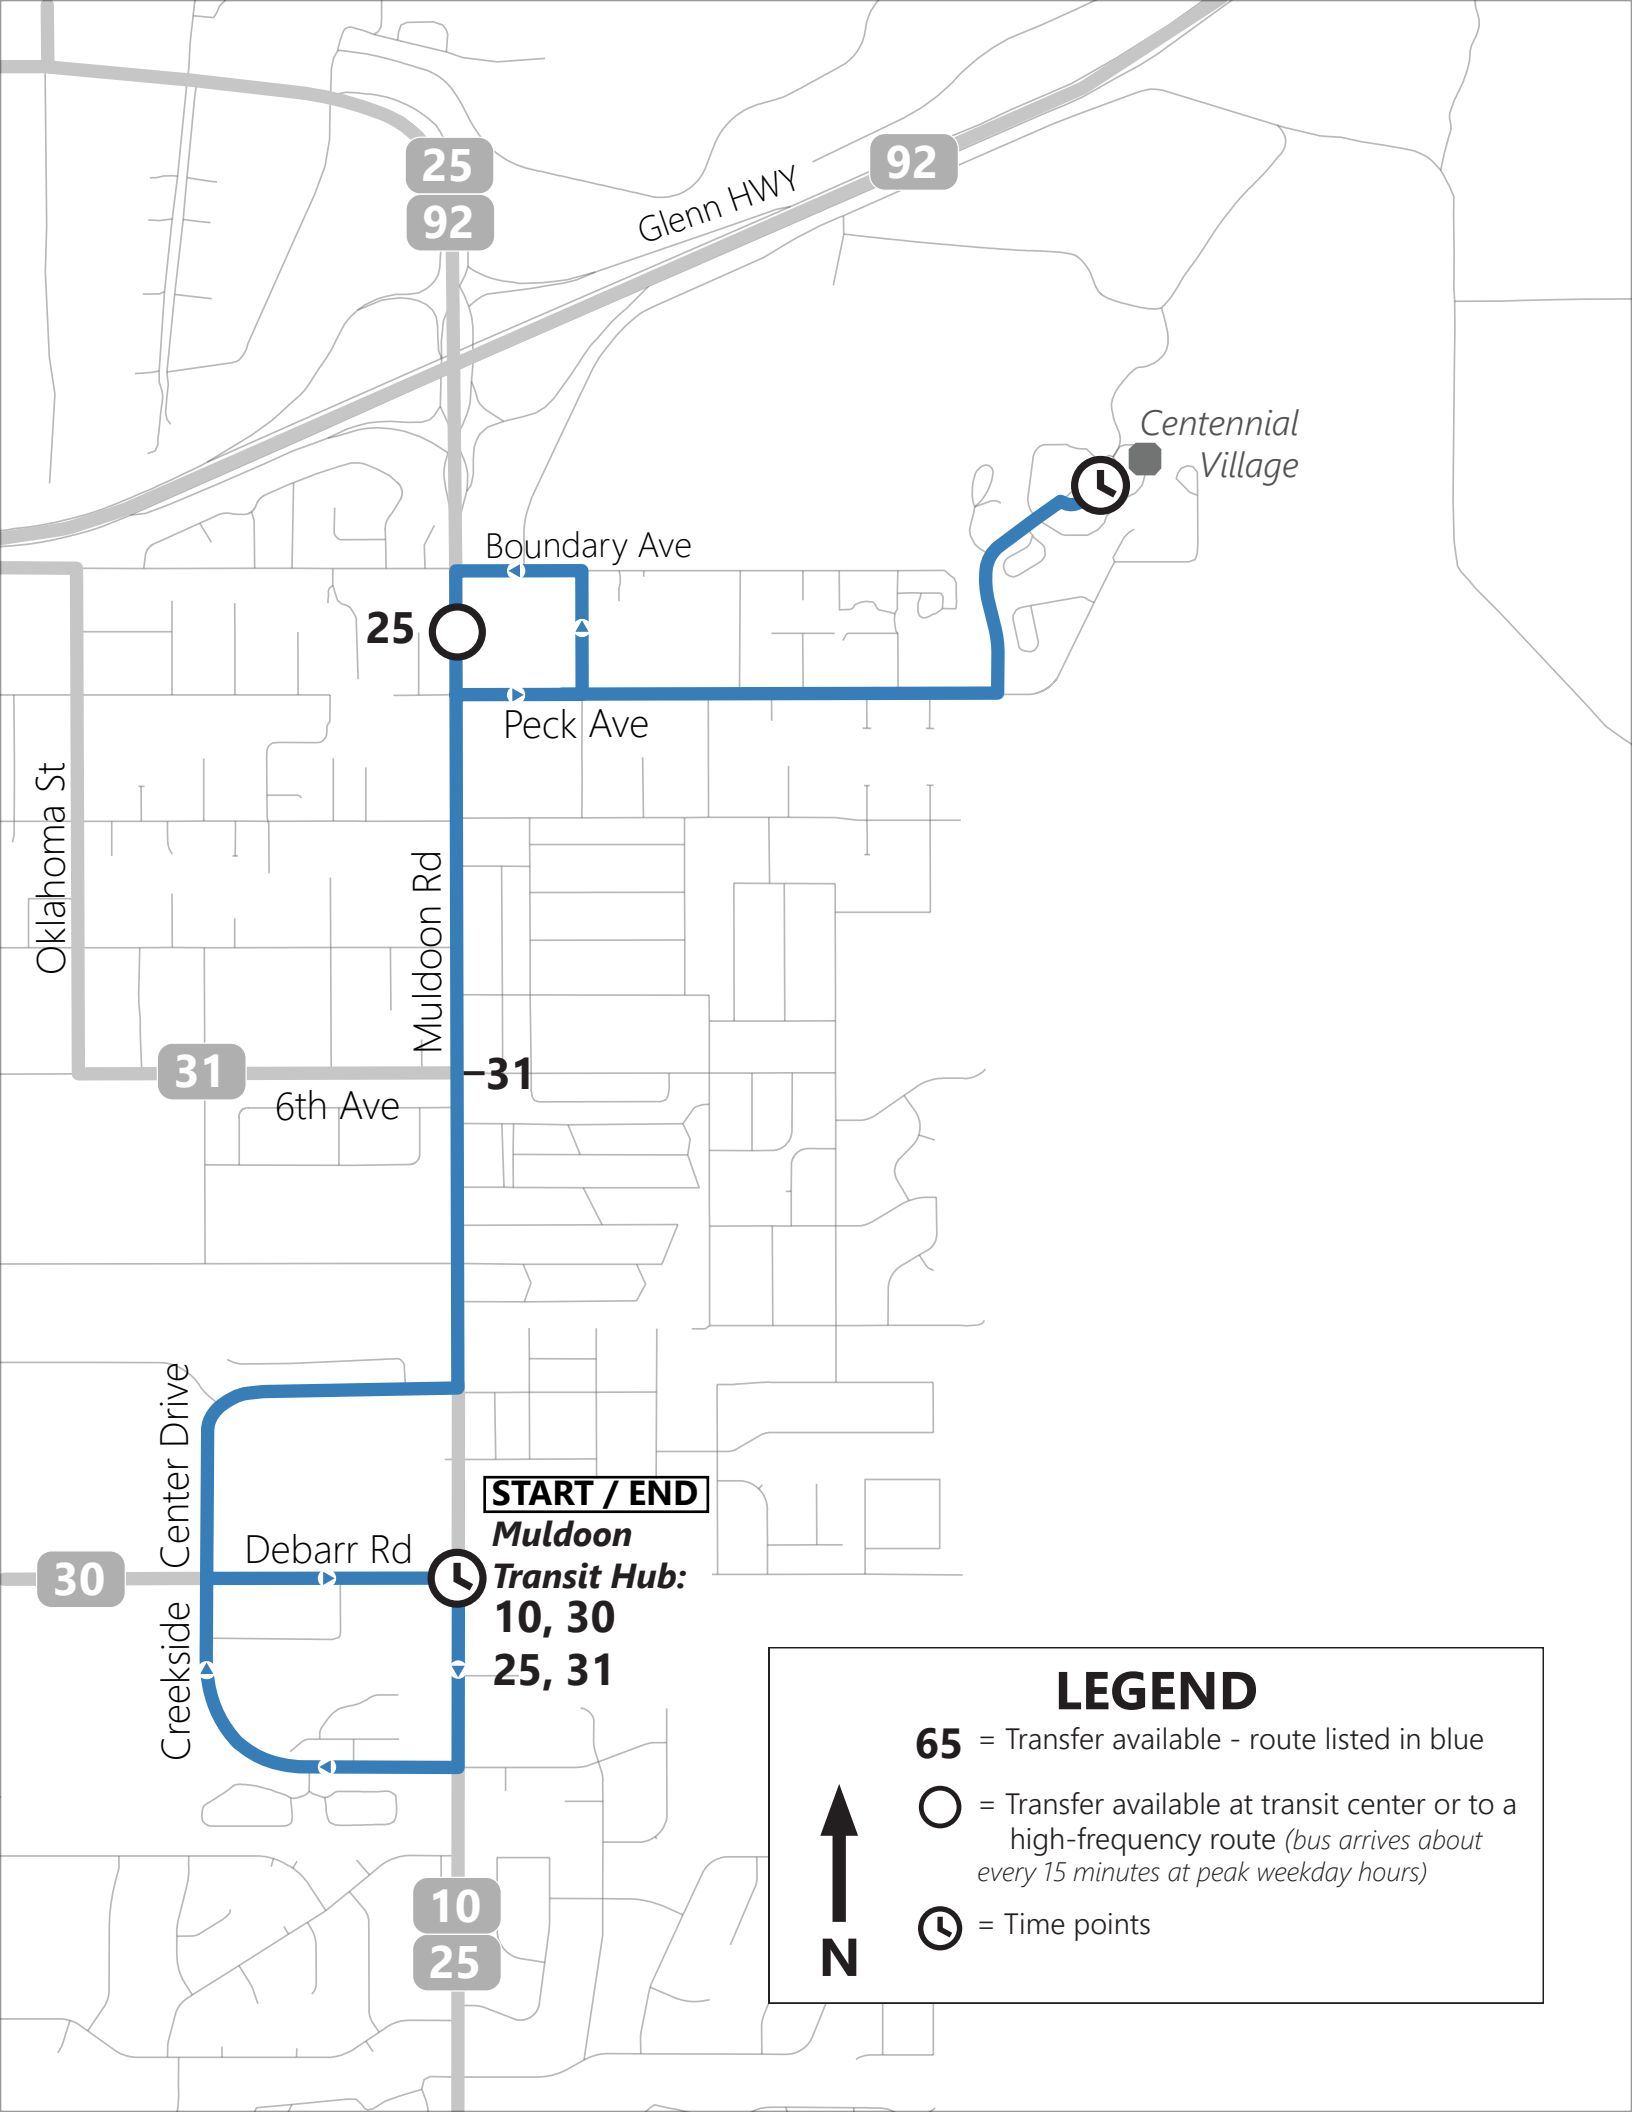 25
92
92
Glenn HWY
Centennial
Village
Boundary Ave
25
Peck Ave
Oklahoma St
Muldoon Rd
31
31
6th Ave
Creekside Center Drive
START / END
Muldoon
Transit Hub:
10, 30
25, 31
Debarr Rd
30
10
25
LEGEND
65 = Transfer available - route listed in blue
= Transfer available at transit center or to a
high-frequency route (bus arrives about
every 15 minutes at peak weekday hours)
= Time points
N